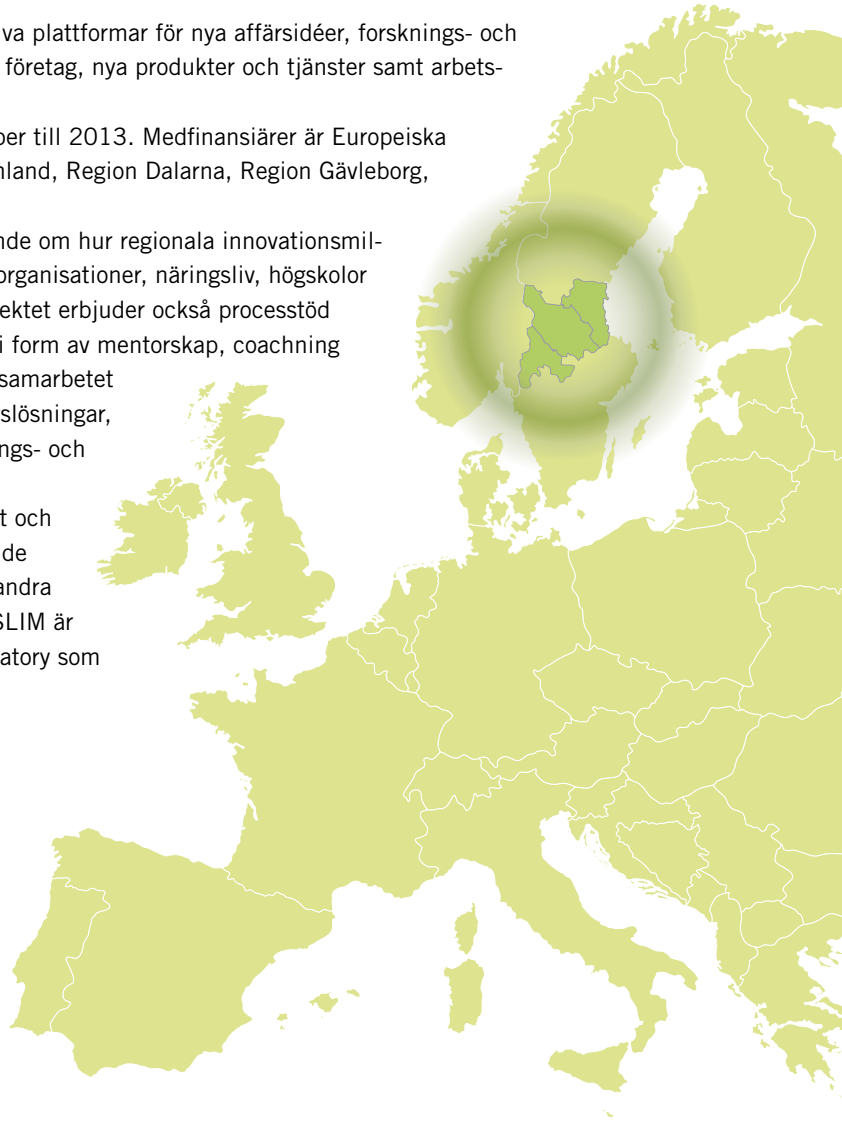 va plattformar för nya affärsidéer, forsknings- och
företag, nya produkter och tjänster samt arbets-
er till 2013. Medfinansiärer är Europeiska
nland, Region Dalarna, Region Gävleborg,
nde om hur regionala innovationsmil-
organisationer, näringsliv, högskolor
ektet erbjuder också processtöd
i form av mentorskap, coachning
samarbetet
slösningar,
ngs- och
t och
de
andra
SLIM är
atory som